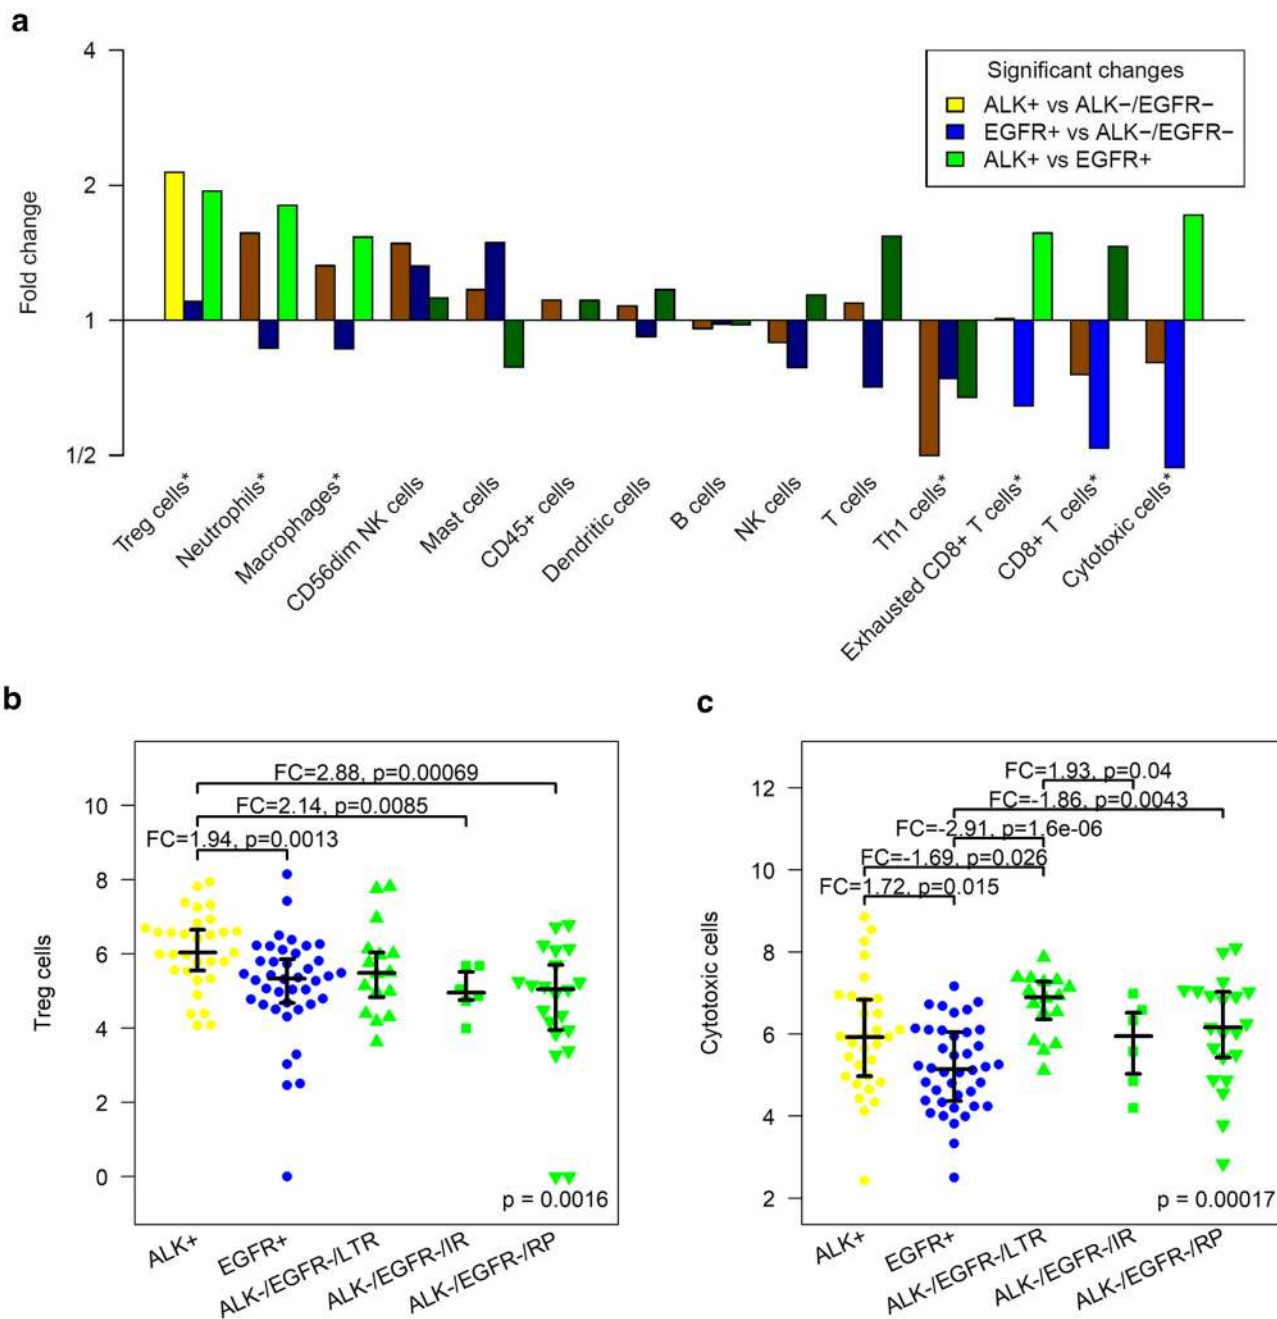 a
4
2
1
1/2
Fold change
Significant changes
ALK+ vs ALK−/EGFR−
EGFR+ vs ALK−/EGFR−
ALK+ vs EGFR+
Treg cells*
Neutrophils*
Macrophages*
CD56dim NK cells
Mast cells
CD45+ cells
Dendritic cells
B cells
NK cells
T cells
Th1 cells*
Exhausted CD8+ T cells*
CD8+ T cells*
Cytotoxic cells*
b
FC=2.88, p=0.00069
FC=2.14, p=0.0085
FC=1.94, p=0.0013
10
8
6
4
2
0
Treg cells
p = 0.0016
ALK+
EGFR+
ALK-/EGFR-/LTR
ALK-/EGFR-/IR
ALK-/EGFR-/RP
c
FC=1.93, p=0.04
FC=-1.86, p=0.0043
FC=-2.91, p=1.6e-06
FC=-1.69, p=0.026
FC=1.72, p=0.015
12
10
8
6
4
2
Cytotoxic cells
p = 0.00017
ALK+
EGFR+
ALK-/EGFR-/LTR
ALK-/EGFR-/IR
ALK-/EGFR-/RP